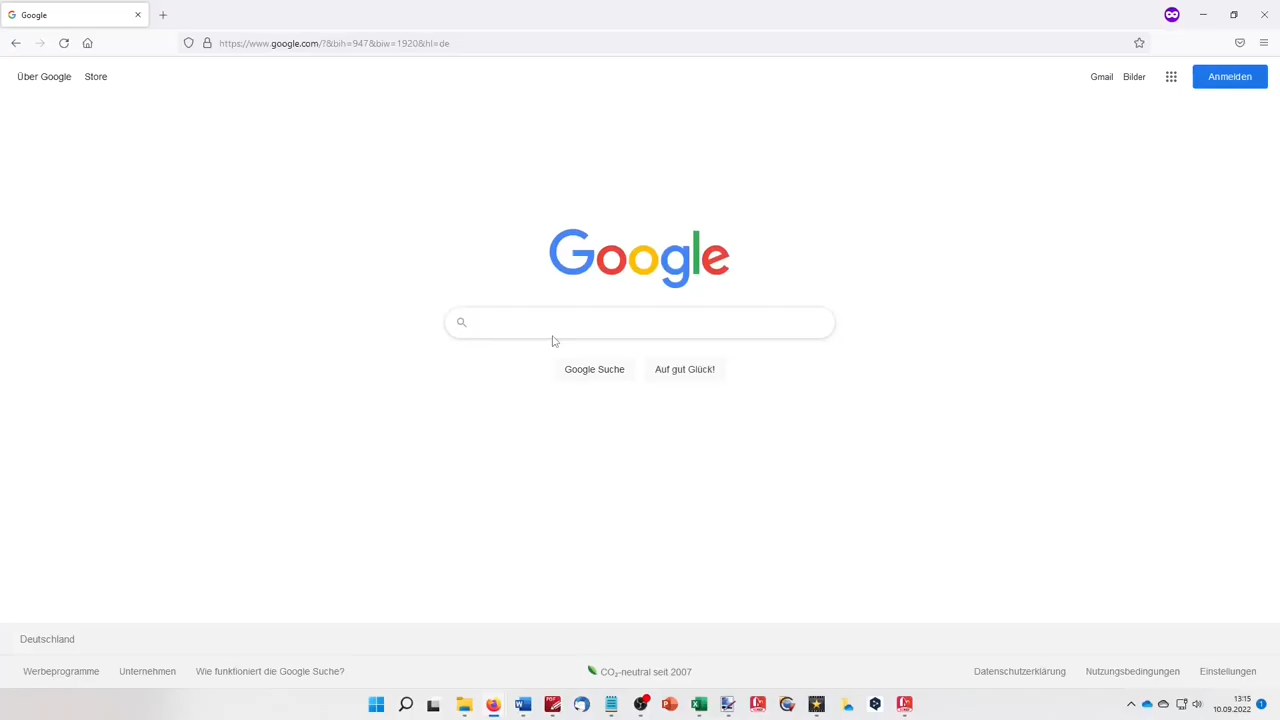 Google
https://www.google.com/?&bih=947&biw=1920&hl=de
Über Google Store
Gmail Bilder Anmelden
Google
Google Suche Auf gut Glück!
Deutschland
Werbeprogramme Unternehmen Wie funktioniert die Google Suche?
CO₂-neutral seit 2007
Datenschutzerklärung Nutzungsbedingungen Einstellungen
13:15
10.09.2022